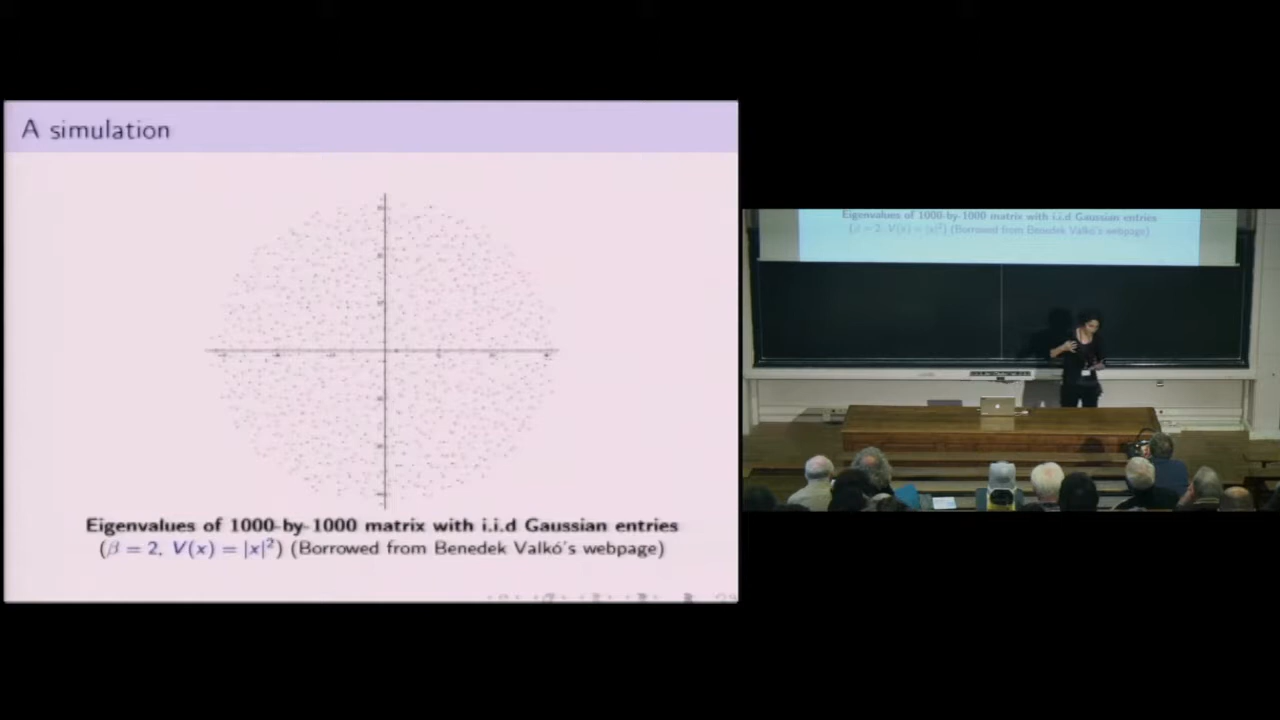 A simulation
Eigenvalues of 1000-by-1000 matrix with i.i.d Gaussian entries
(β = 2, V(x) = |x|²) (Borrowed from Benedek Valkó's webpage)
Eigenvalues of 1000-by-1000 matrix with i.i.d Gaussian entries
(β = 2, V(x) = |x|²) (Borrowed from Benedek Valkó's webpage)